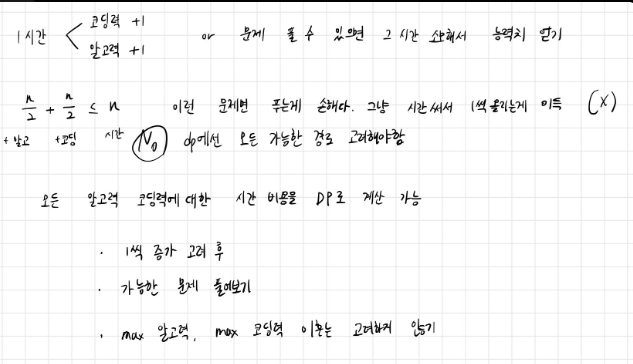 1시간 < 코딩력 +1 or 문제 풀 수 있으면 그 시간 소모해서 능력치 얻기
알고력 +1
n/2 + n/2 ≤ n 이런 문제면 푸는게 손해다. 그냥 시간써서 1씩 올리는게 이득 (X)
+알고 +코딩 시간 No dp에선 모든 가능한 경로 고려해야함
모든 알고력 코딩력에 대한 시간 비용을 DP로 계산 가능
· 1씩 증가 고려 후
· 가능한 문제 풀어보기
· max 알고력, max 코딩력 이후는 고려하지 않기